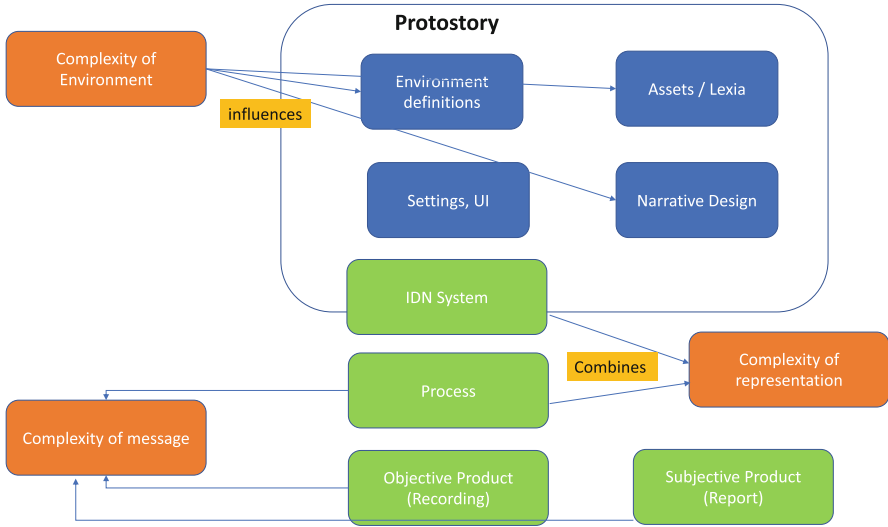 Protostory
Complexity of
Environment
Environment
definitions
Assets / Lexia
influences
Settings, UI
Narrative Design
IDN System
Combines
Complexity of
representation
Process
Complexity of message
Objective Product
(Recording)
Subjective Product
(Report)